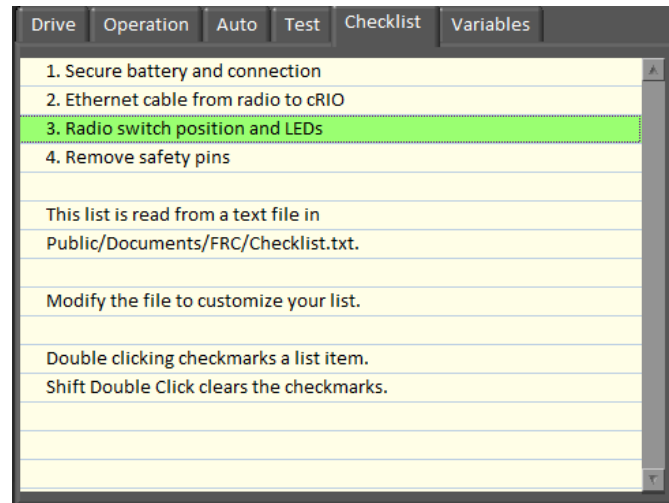 Drive Operation Auto Test Checklist Variables
1. Secure battery and connection
2. Ethernet cable from radio to cRIO
3. Radio switch position and LEDs
4. Remove safety pins
This list is read from a text file in
Public/Documents/FRC/Checklist.txt.
Modify the file to customize your list.
Double clicking checkmarks a list item.
Shift Double Click clears the checkmarks.